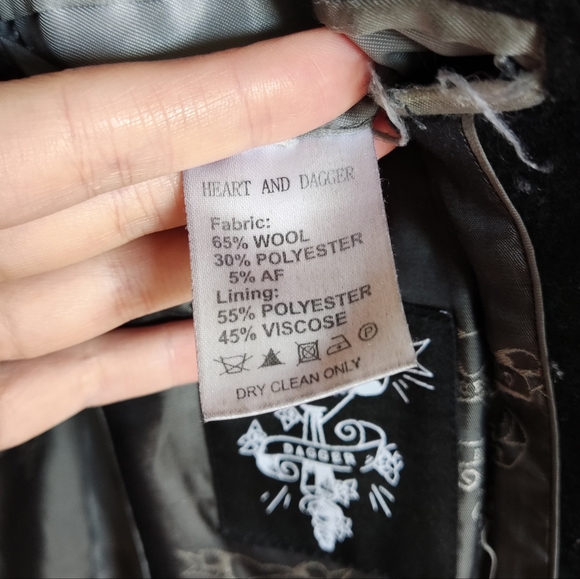 HEART AND DAGGER
Fabric:
65% WOOL
30% POLYESTER
5% AF
Lining:
55% POLYESTER
45% VISCOSE
P
DRY CLEAN ONLY
DAGGER